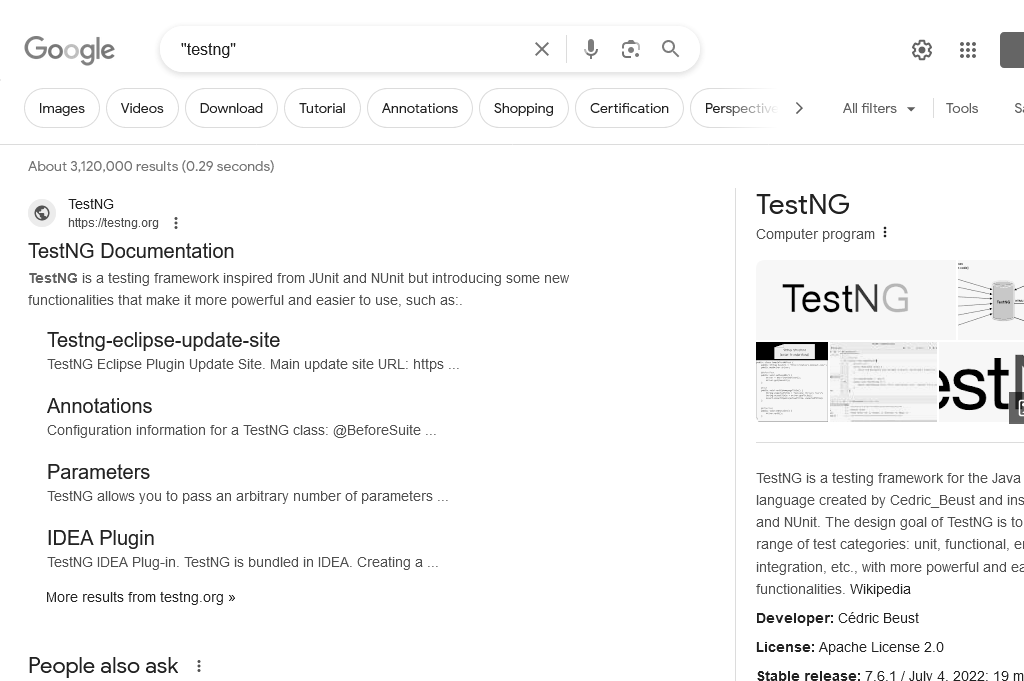 Google
"testng"
Images
Videos
Download
Tutorial
Annotations
Shopping
Certification
Perspective
All filters
Tools
About 3,120,000 results (0.29 seconds)
TestNG
https://testng.org
TestNG Documentation
TestNG is a testing framework inspired from JUnit and NUnit but introducing some new
functionalities that make it more powerful and easier to use, such as:.
Testng-eclipse-update-site
TestNG Eclipse Plugin Update Site. Main update site URL: https ...
Annotations
Configuration information for a TestNG class: @BeforeSuite ...
Parameters
TestNG allows you to pass an arbitrary number of parameters ...
IDEA Plugin
TestNG IDEA Plug-in. TestNG is bundled in IDEA. Creating a ...
More results from testng.org »
People also ask
TestNG
Computer program
TestNG
TestNG
estN
TestNG is a testing framework for the Java
language created by Cedric_Beust and ins
and NUnit. The design goal of TestNG is to
range of test categories: unit, functional, e
integration, etc., with more powerful and ea
functionalities. Wikipedia
Developer: Cédric Beust
License: Apache License 2.0
Stable release: 7.6.1 / July 4, 2022; 19 m